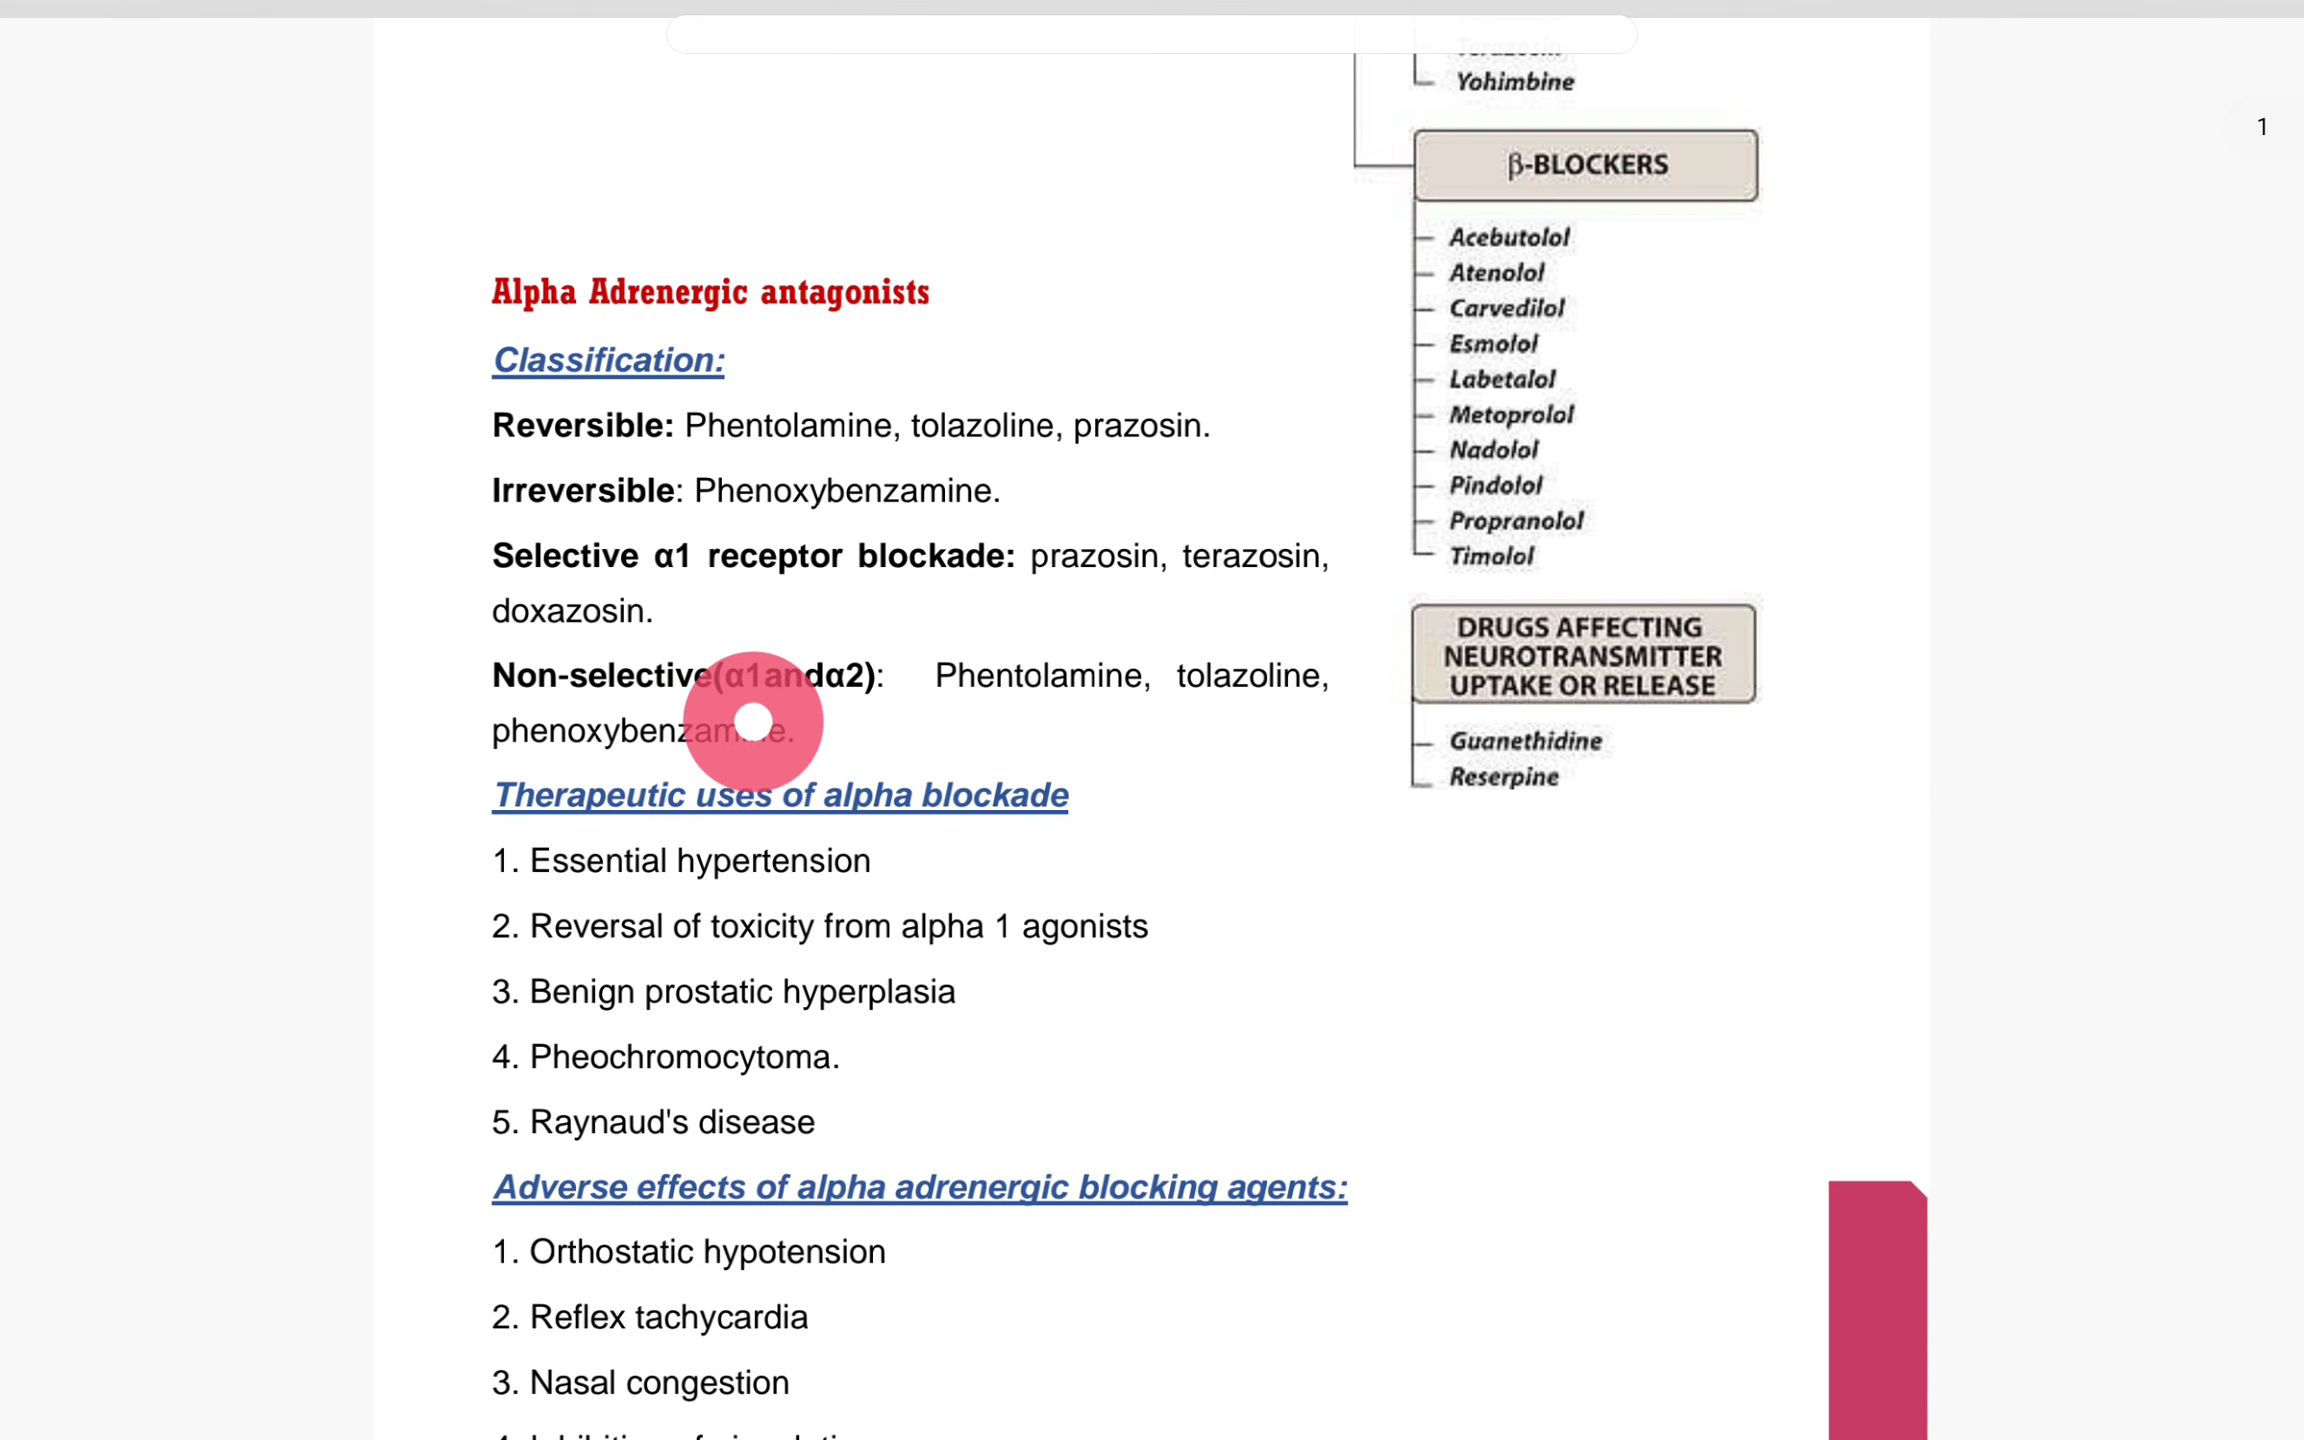 Terazosin
Yohimbine
1
β-BLOCKERS
Acebutolol
Atenolol
Carvedilol
Esmolol
Labetalol
Metoprolol
Nadolol
Pindolol
Propranolol
Timolol
DRUGS AFFECTING
NEUROTRANSMITTER
UPTAKE OR RELEASE
Guanethidine
Reserpine
Alpha Adrenergic antagonists
Classification:
Reversible: Phentolamine, tolazoline, prazosin.
Irreversible: Phenoxybenzamine.
Selective α1 receptor blockade: prazosin, terazosin,
doxazosin.
Non-selective(α1andα2): Phentolamine, tolazoline,
phenoxybenzamine.
Therapeutic uses of alpha blockade
1. Essential hypertension
2. Reversal of toxicity from alpha 1 agonists
3. Benign prostatic hyperplasia
4. Pheochromocytoma.
5. Raynaud's disease
Adverse effects of alpha adrenergic blocking agents:
1. Orthostatic hypotension
2. Reflex tachycardia
3. Nasal congestion